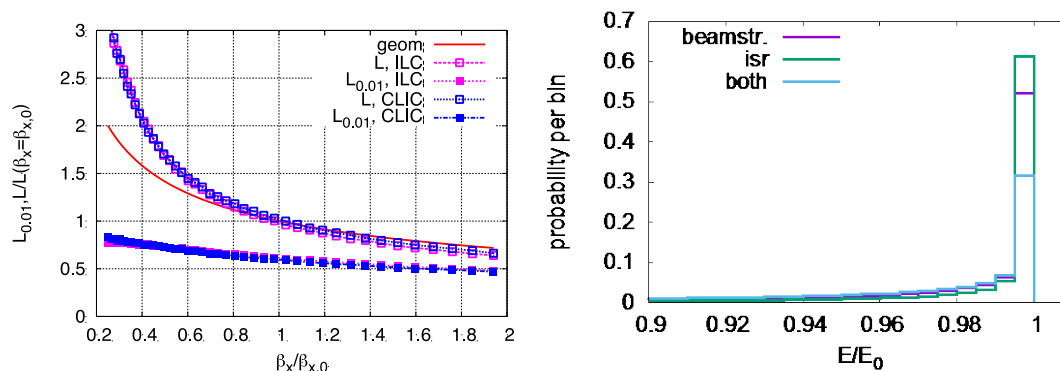 L0.01,L/L(βx=βx,0)
3.
2.5
2.
1.5
1.
0.5
0.
0.2 0.4. 0.6. 0.8. 1. 1.2. 1.4. 1.6. 1.8. 2
βx/βx,0.
geom
L, ILC
L0.01, ILC
L, CLIC
L0.01, CLIC
probability per bin
0.7
0.6
0.5
0.4
0.3
0.2
0.1
0
0.9 0.92 0.94 0.96 0.98 1
E/E0
beamstr.
isr
both